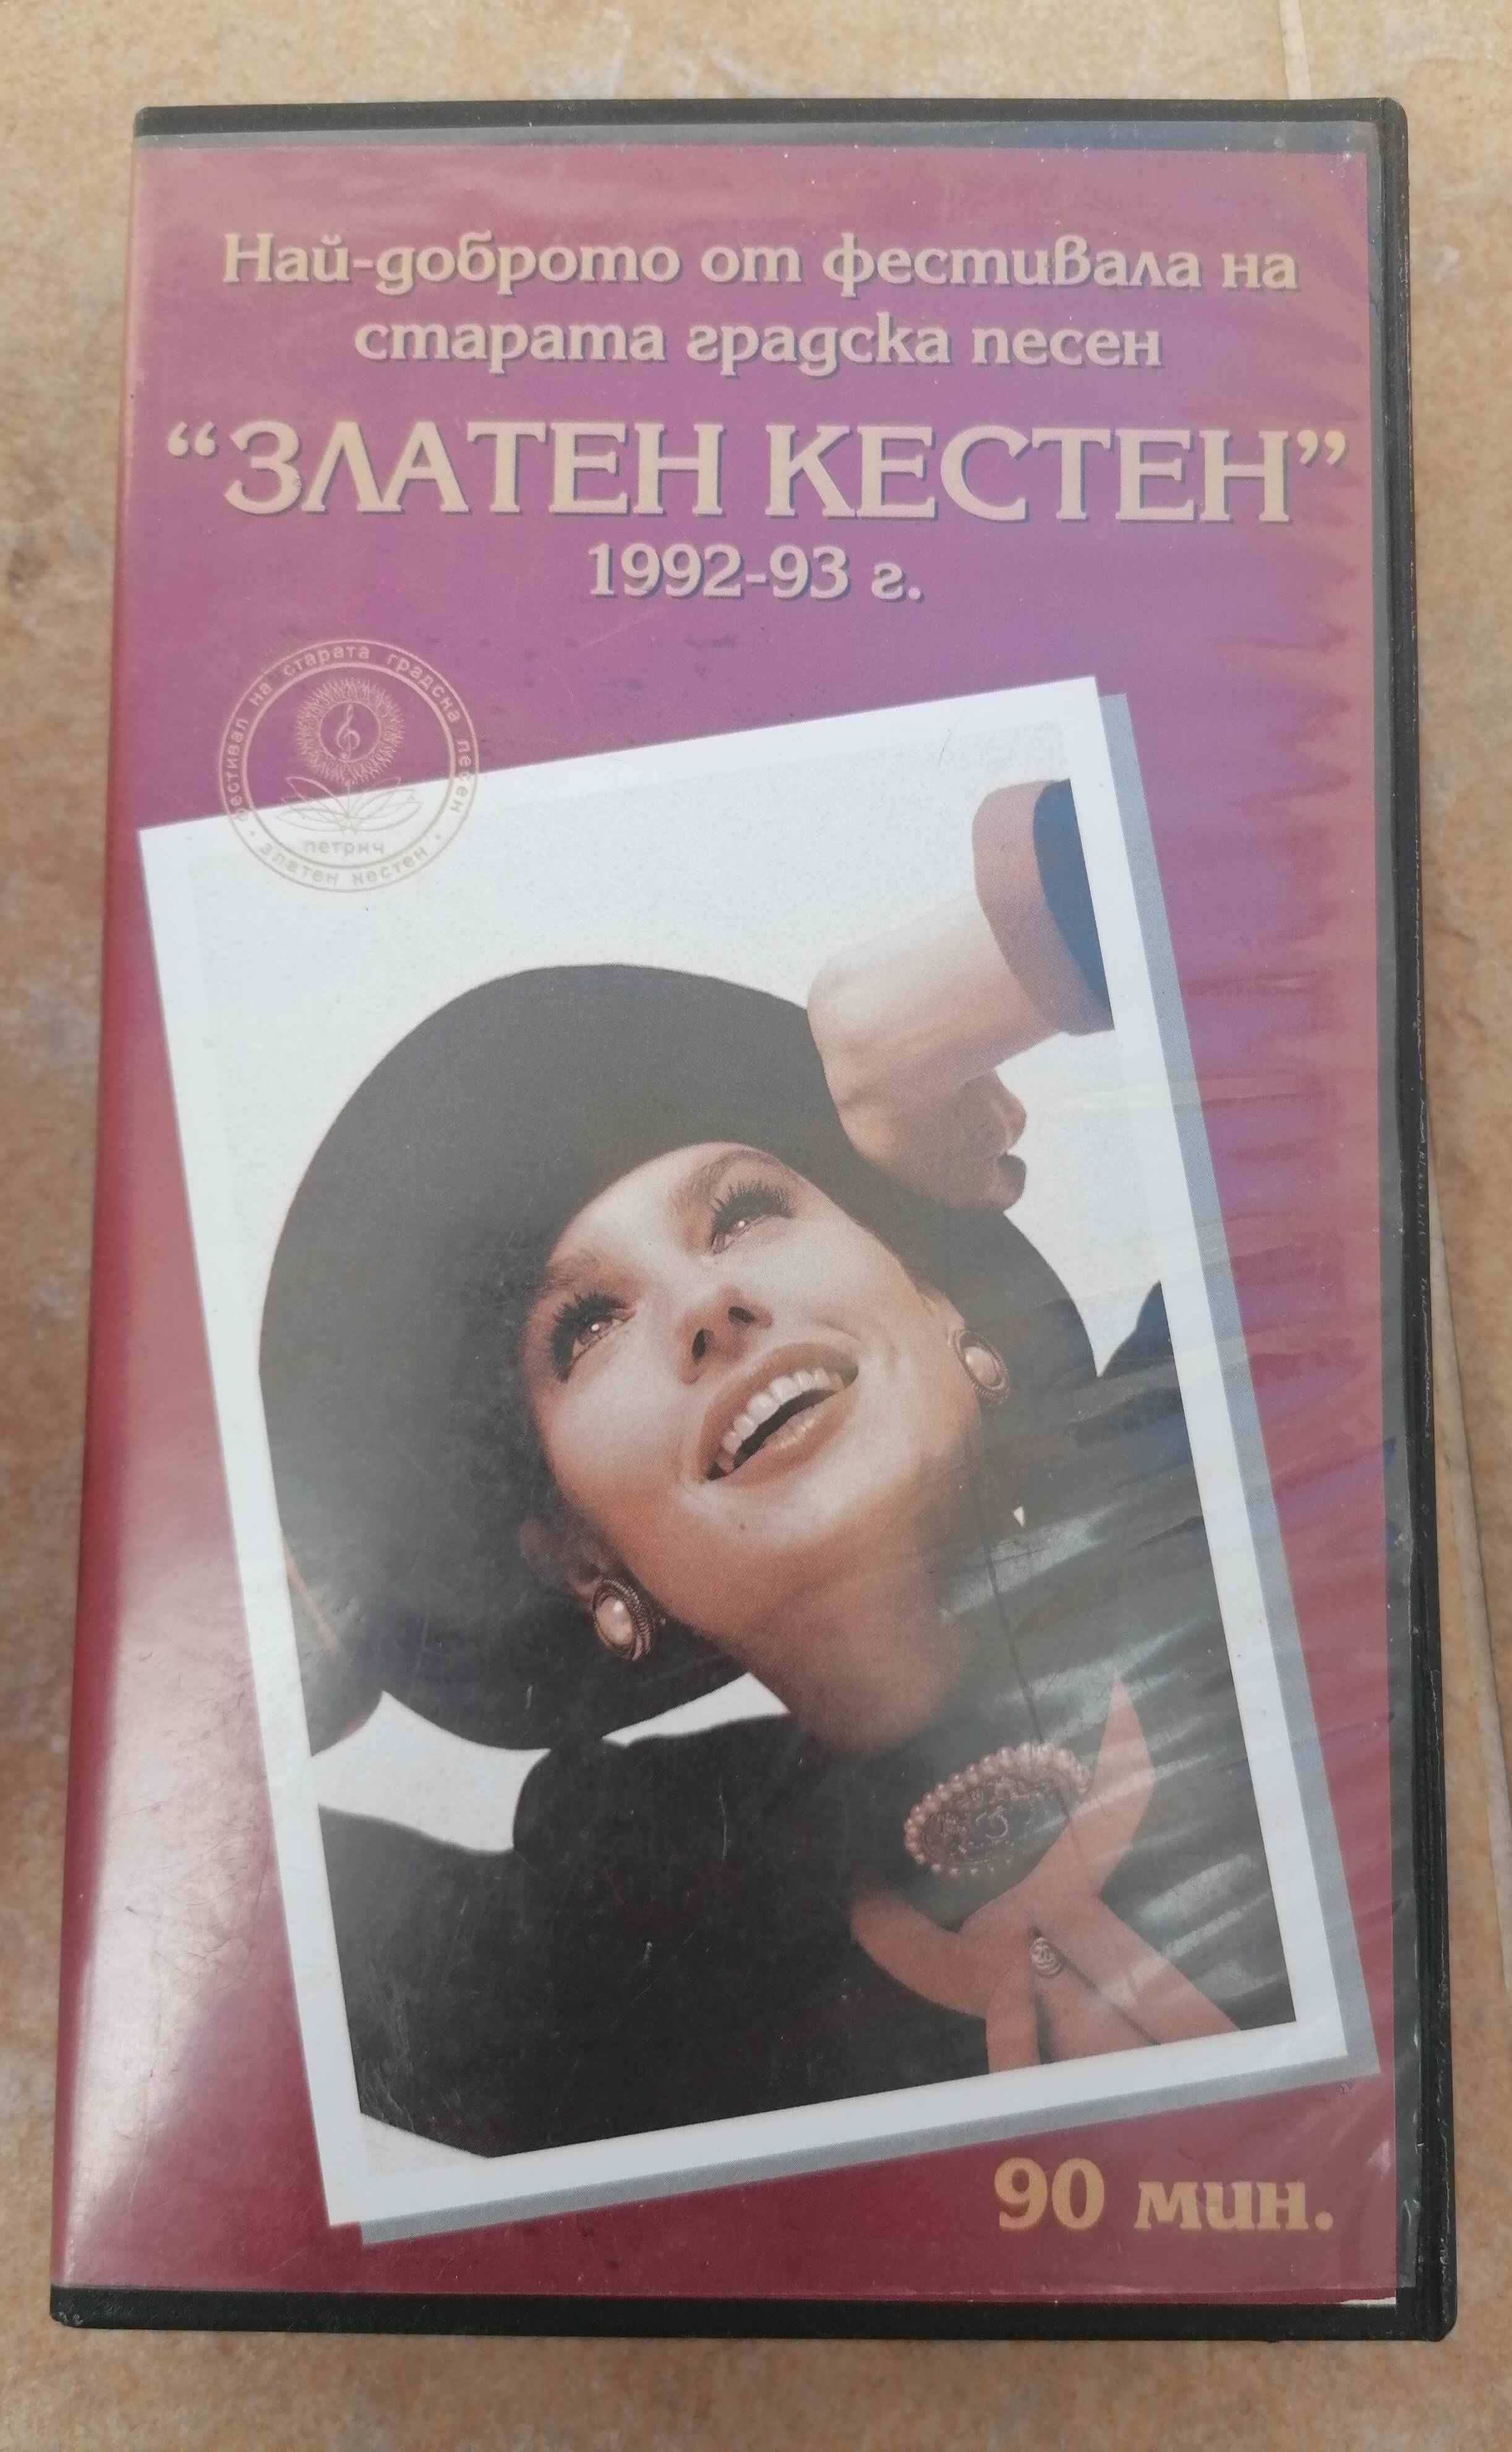 Най-доброто от фестивала на
старата градска песен
“ЗЛАТЕН КЕСТЕН”
1992-93 г.
фестивал на старата градска песен
петрич
златен кестен
90 мин.